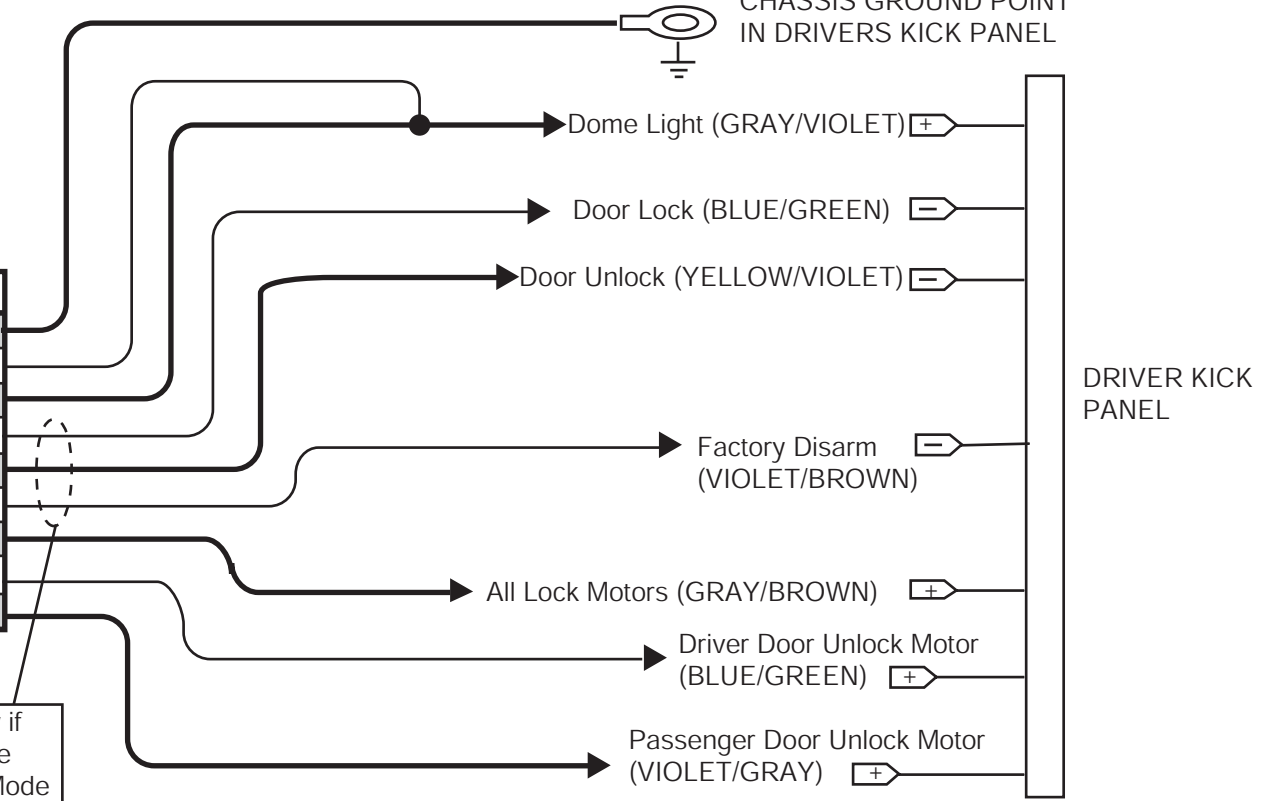 CHASSIS GROUND POINT
IN DRIVERS KICK PANEL
Dome Light (GRAY/VIOLET) +
Door Lock (BLUE/GREEN) −
Door Unlock (YELLOW/VIOLET) −
DRIVER KICK
PANEL
Factory Disarm −
(VIOLET/BROWN)
All Lock Motors (GRAY/BROWN) +
Driver Door Unlock Motor
(BLUE/GREEN) +
if
Passenger Door Unlock Motor
(VIOLET/GRAY) +